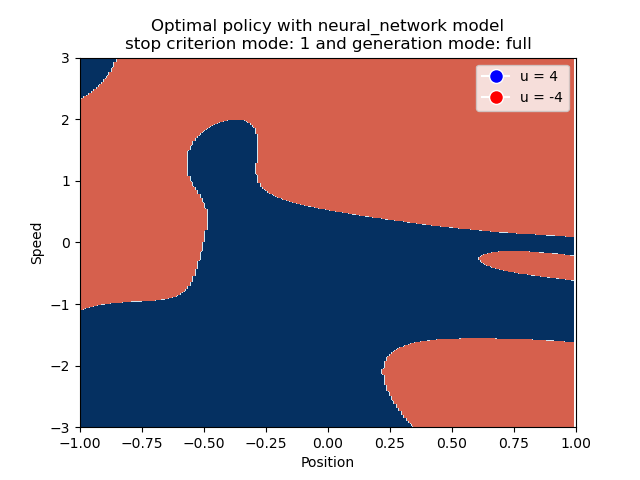 Optimal policy with neural_network model
stop criterion mode: 1 and generation mode: full
u = 4
u = -4
Speed
3
2
1
0
−1
−2
−3
−1.00 −0.75 −0.50 −0.25 0.00 0.25 0.50 0.75 1.00
Position